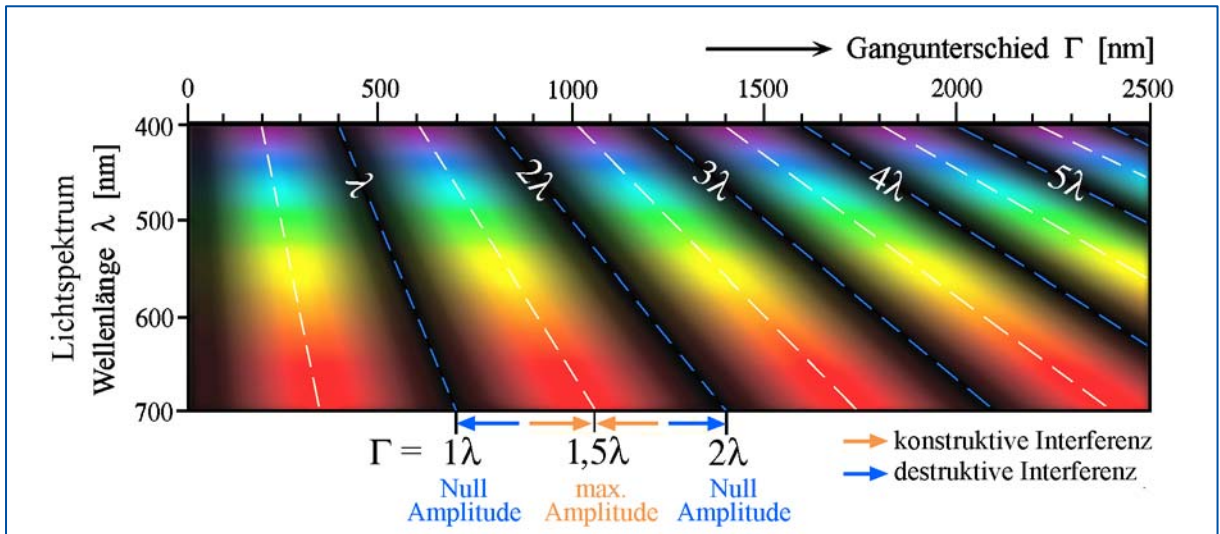 Gangunterschied Γ [nm]
0 500 1000 1500 2000 2500
Lichtspektrum
Wellenlänge λ [nm]
400
500
600
700
λ 2λ 3λ 4λ 5λ
Γ = 1λ 1,5λ 2λ
Null
Amplitude
max.
Amplitude
Null
Amplitude
konstruktive Interferenz
destruktive Interferenz